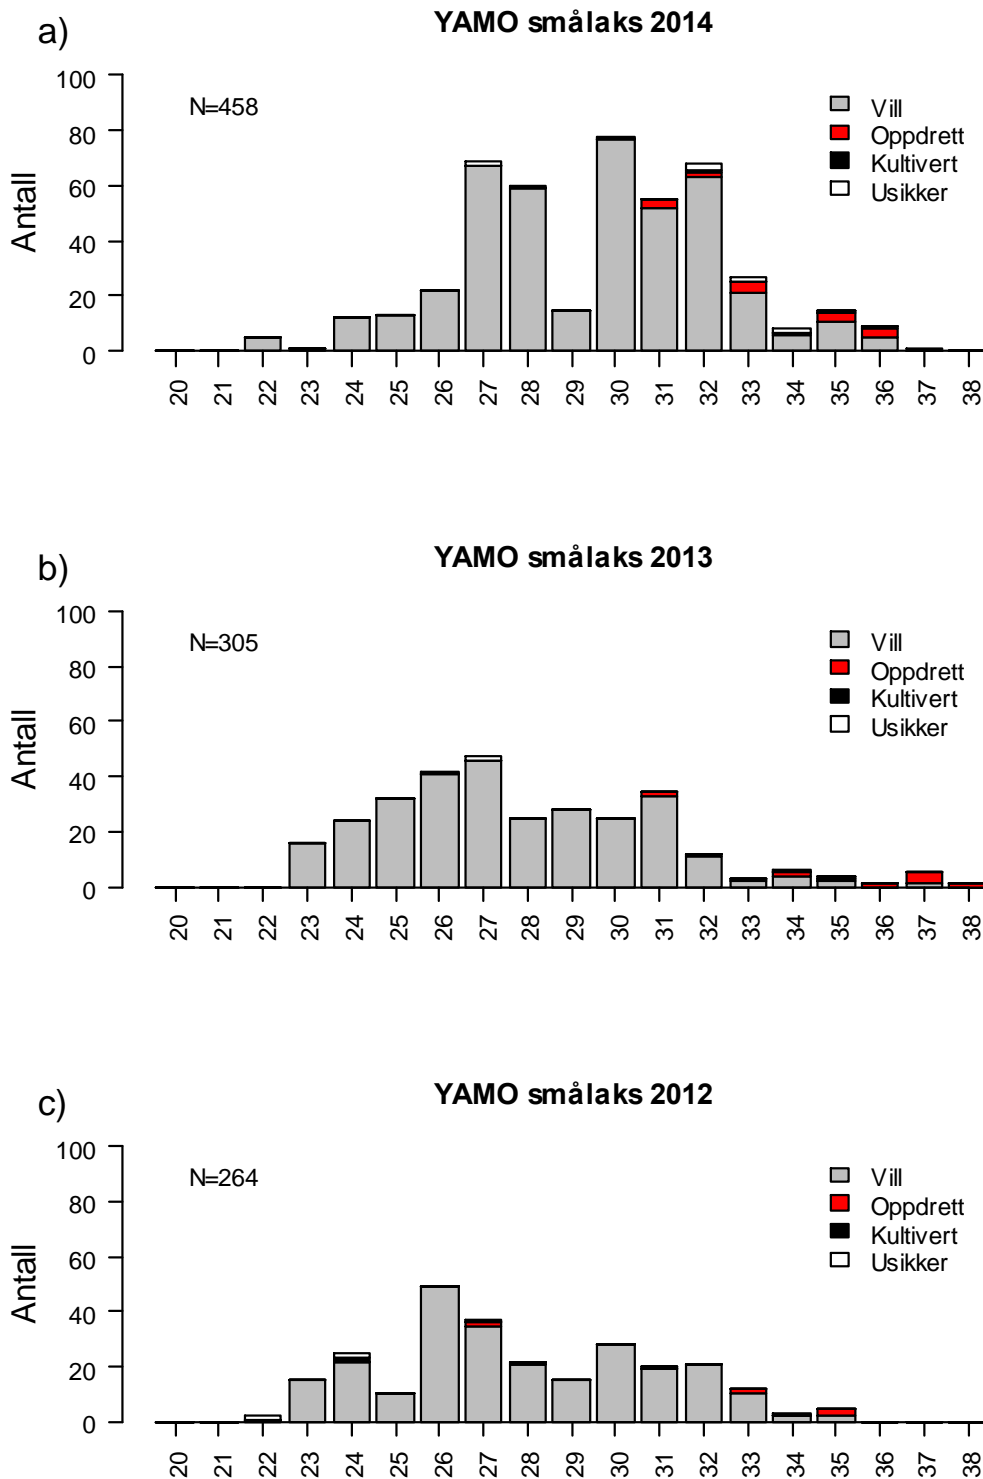 a)
YAMO smålaks 2014
N=458
Vill
Oppdrett
Kultivert
Usikker
Antall
100
80
60
40
20
0
20 21 22 23 24 25 26 27 28 29 30 31 32 33 34 35 36 37 38
b)
YAMO smålaks 2013
N=305
Vill
Oppdrett
Kultivert
Usikker
Antall
100
80
60
40
20
0
20 21 22 23 24 25 26 27 28 29 30 31 32 33 34 35 36 37 38
c)
YAMO smålaks 2012
N=264
Vill
Oppdrett
Kultivert
Usikker
Antall
100
80
60
40
20
0
20 21 22 23 24 25 26 27 28 29 30 31 32 33 34 35 36 37 38